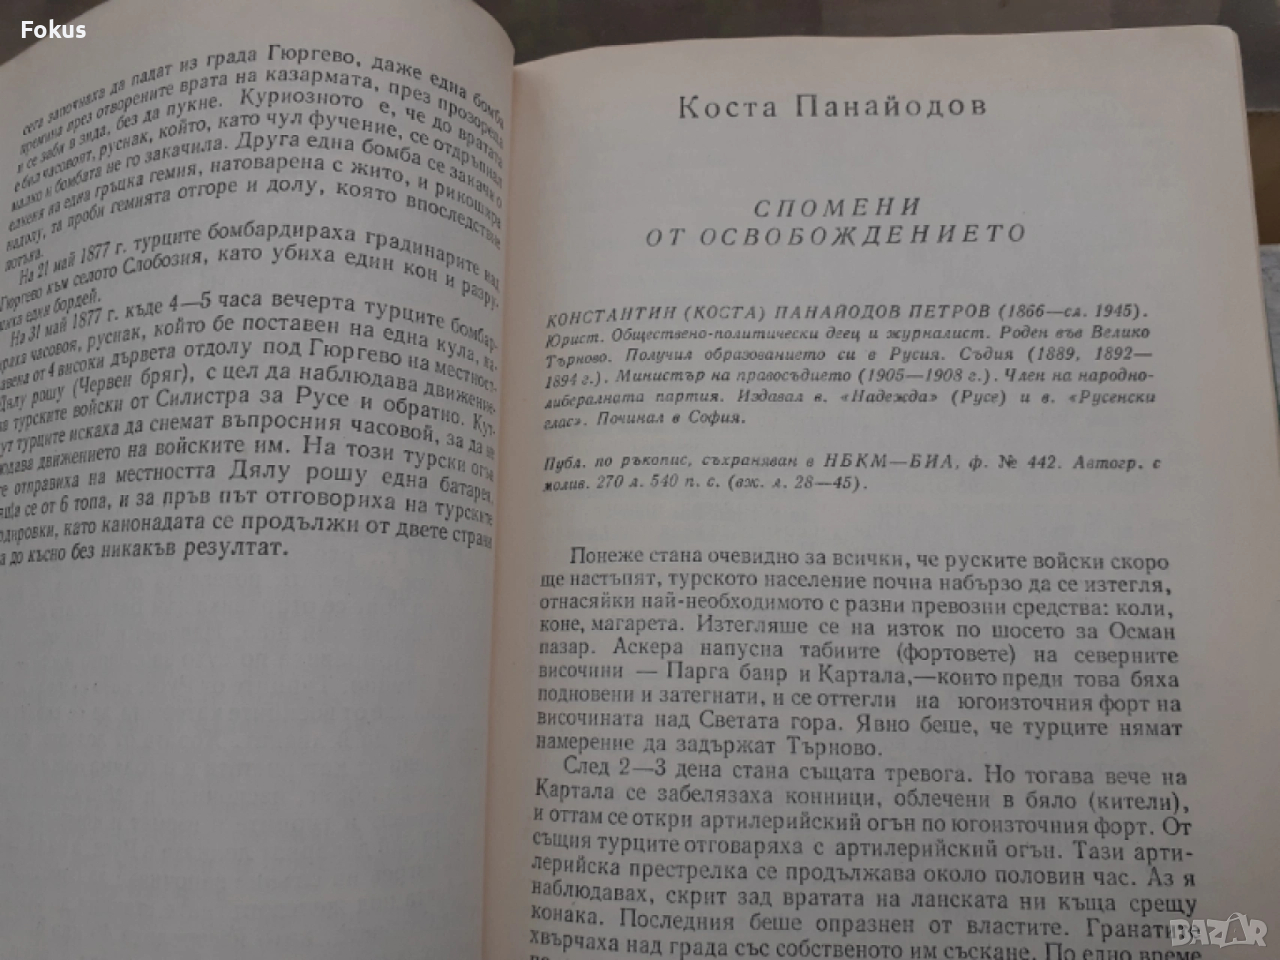 Fokus
сега започнаха да падат из града Гюргево, даже една бомба
премина през отворените врата на казармата, през прозореца
и се заби в зида, без да пукне. Куриозното е, че до вратата
е бил часовоят, руснак, който, като чул фучение, се отдръпнал
малко и бомбата не го закачила. Друга една бомба се закачи о
на една гръцка гемия, натоварена с жито, и рикошира
надолу, та проби гемията отгоре и долу, която впоследствие
потъна.
На 21 май 1877 г. турците бомбардираха градинарите
Гюргево към селото Слобозия, като убиха един кон и разру-
един бордей.
На 31 май 1877 г. къде 4—5 часа вечерта турците бомбар-
часовоя, руснак, който бе поставен на една кула, на-
от 4 високи дървета отдолу под Гюргево на местност-
Дялу рошу (Червен бряг), с цел да наблюдава движение-
турските войски от Силистра за Русе и обратно.
турците искаха да снемат въпросния часовой, за да не
движението на войските им. На този турски огън
отправиха на местността Дялу рошу една батарея,
се от 6 топа, и за пръв път отговориха на турските
като канонадата се продължи от двете страни
до късно без никакъв резултат.
Коста Панайодов
СПОМЕНИ
ОТ ОСВОБОЖДЕНИЕТО
КОНСТАНТИН (КОСТА) ПАНАЙОДОВ ПЕТРОВ (1866—сл. 1945).
Юрист. Обществено-политически деец и журналист. Роден във Велико
Търново. Получил образованието си в Русия. Съдия (1889, 1892—
1894 г.). Министър на правосъдието (1905—1908 г.). Член на народно-
либералната партия. Издавал в. «Надежда» (Русе) и в. «Русенски
глас». Починал в София.
Публ. по ръкопис, съхраняван в НБКМ—БИА, ф. № 442. Автогр. с
молив. 270 л. 540 п. с. (вж. л. 28—45).
Понеже стана очевидно за всички, че руските войски скоро
ще настъпят, турското население почна набързо да се изтегля,
отнасяйки най-необходимото с разни превозни средства: коли,
коне, магарета. Изтегляше се на изток по шосето за Осман
пазар. Аскера напусна табиите (фортовете) на северните
височини — Парга баир и Картала,—които преди това бяха
подновени и затегнати, и се оттегли на югоизточния форт на
височината над Светата гора. Явно беше, че турците нямат
намерение да задържат Търново.
След 2—3 дена стана същата тревога. Но тогава вече на
Картала се забелязаха конници, облечени в бяло (кители),
и оттам се откри артилерийския огън по югоизточния форт. От
същия турците отговаряха с артилерийския огън. Тази арти-
лерийска престрелка се продължава около половин час. Аз я
наблюдавах, скрит зад вратата на ланската ни къща срещу
конака. Последния беше опразнен от властите. Гранатите
хвърчаха над града със собственото им съскане. По едно време
BAZAR